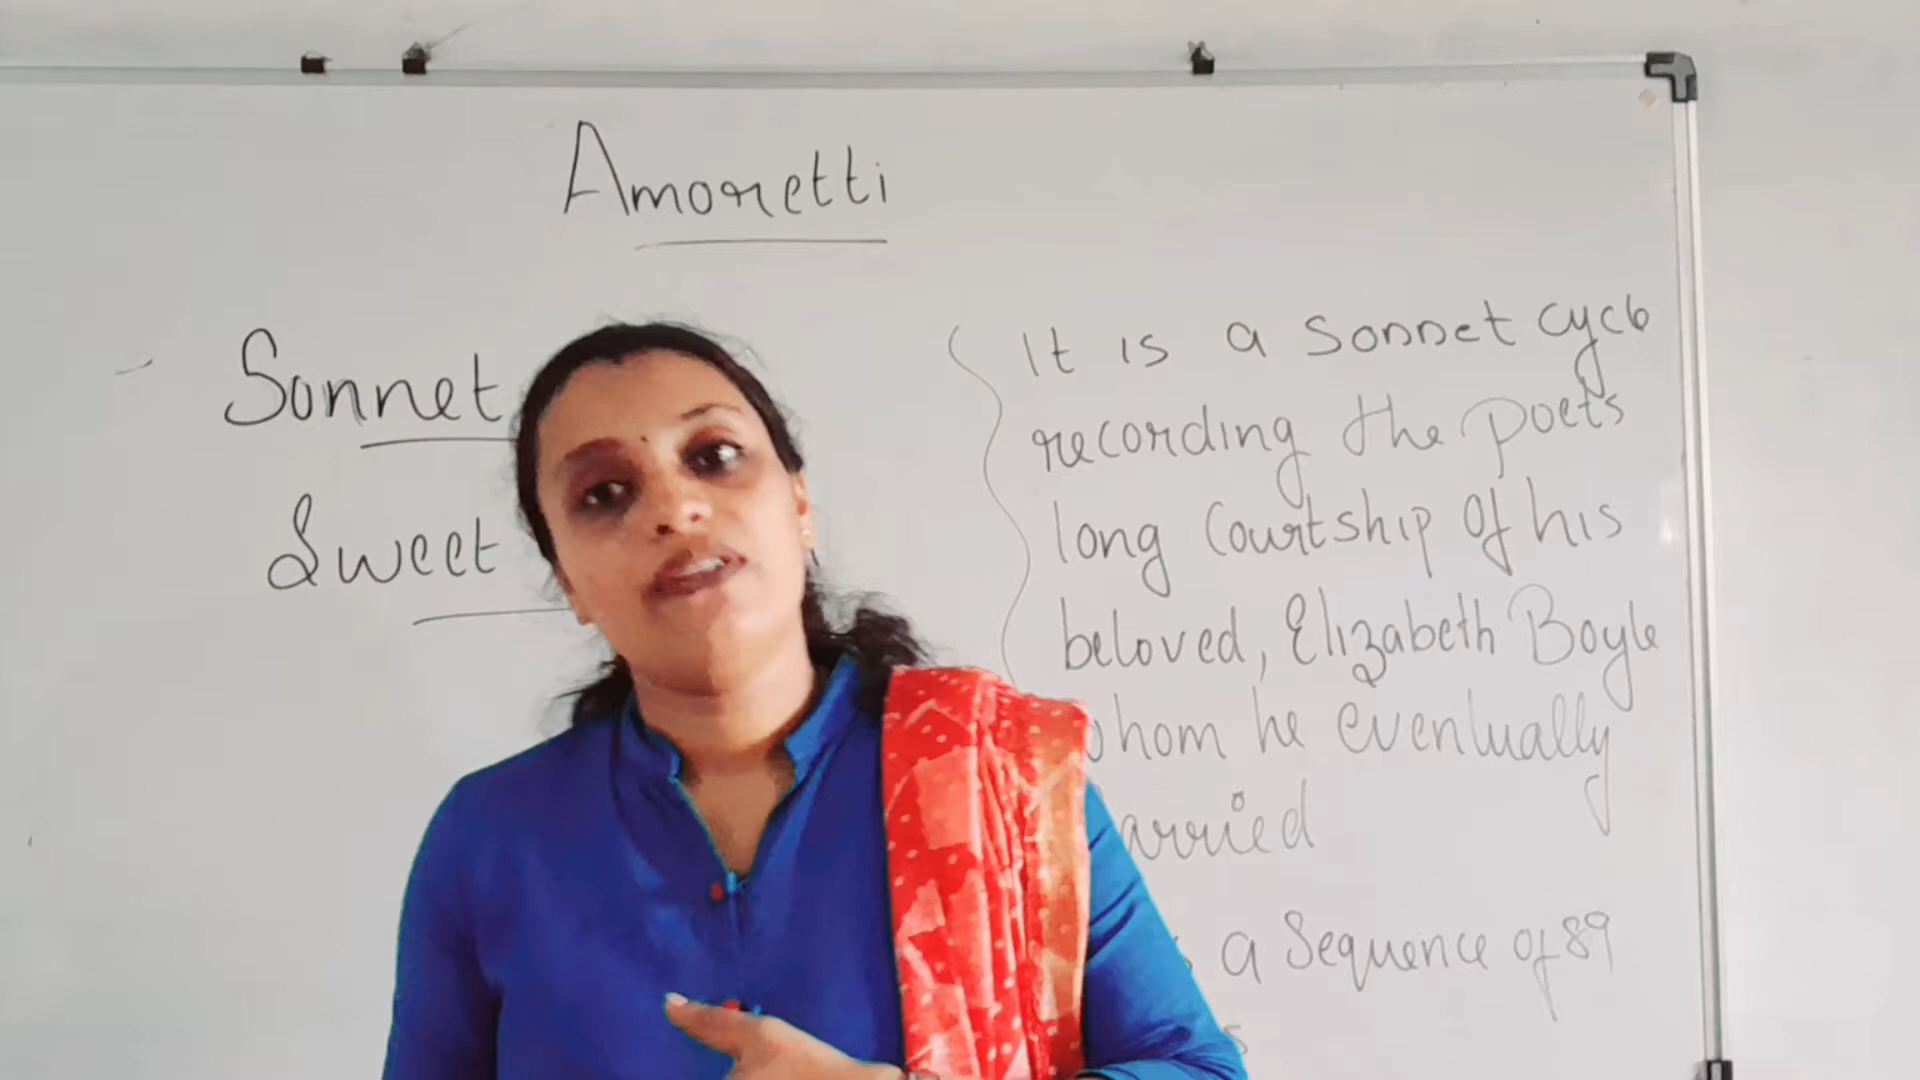 Amoretti
Sonnet
Sweet
It is a Sonnet cycle
recording the poets
long Courtship of his
beloved, Elizabeth Boyle
whom he eventually
arried
a Sequence of 89